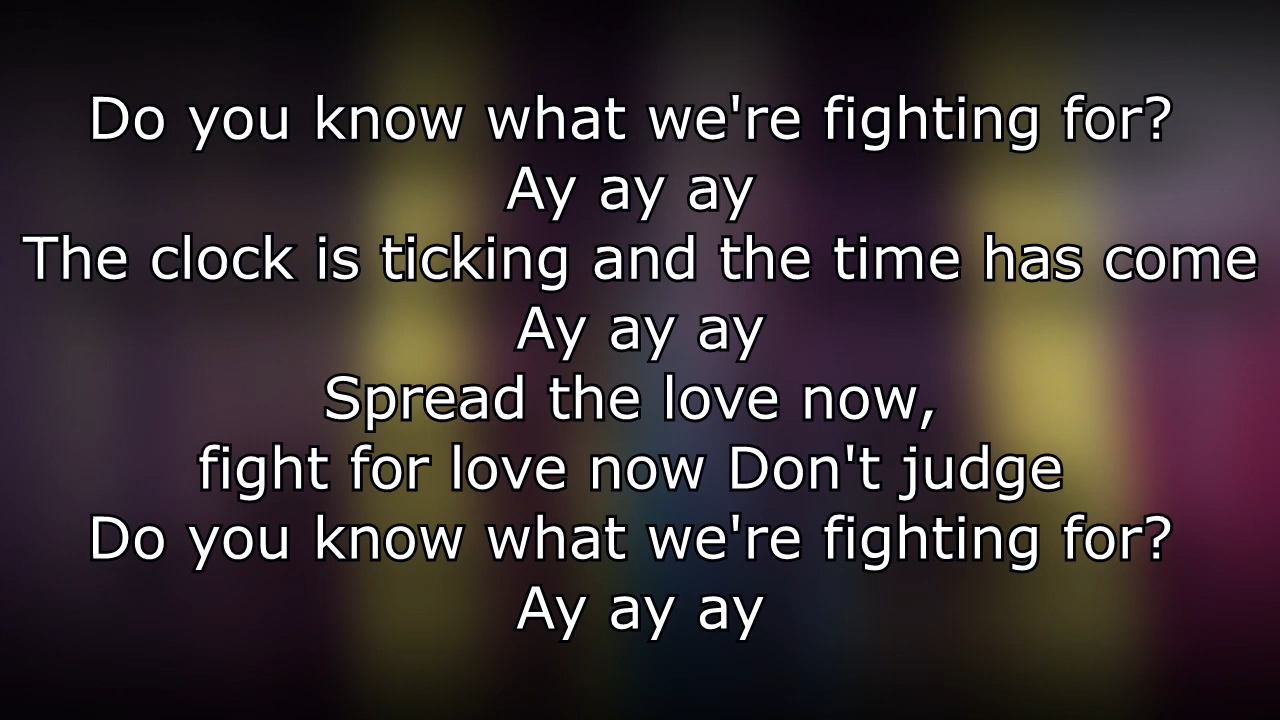 Do you know what we're fighting for?
Ay ay ay
The clock is ticking and the time has come
Ay ay ay
Spread the love now,
fight for love now Don't judge
Do you know what we're fighting for?
Ay ay ay